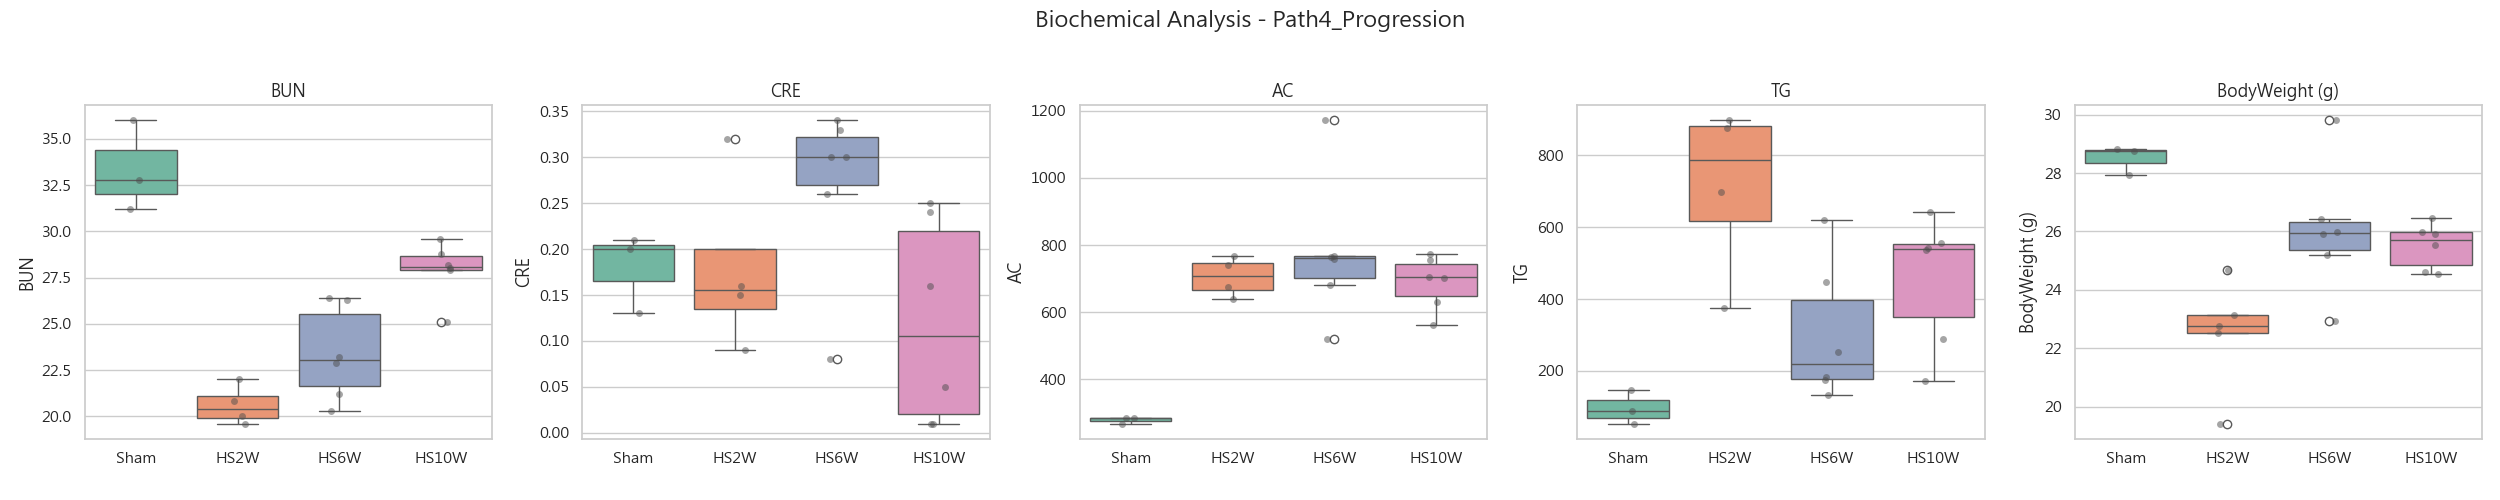 Biochemical Analysis - Path4_Progression
BUN
BUN
35.0
32.5
30.0
27.5
25.0
22.5
20.0
Sham HS2W HS6W HS10W
CRE
CRE
0.35
0.30
0.25
0.20
0.15
0.10
0.05
0.00
Sham HS2W HS6W HS10W
AC
AC
1200
1000
800
600
400
Sham HS2W HS6W HS10W
TG
TG
800
600
400
200
Sham HS2W HS6W HS10W
BodyWeight (g)
BodyWeight (g)
30
28
26
24
22
20
Sham HS2W HS6W HS10W